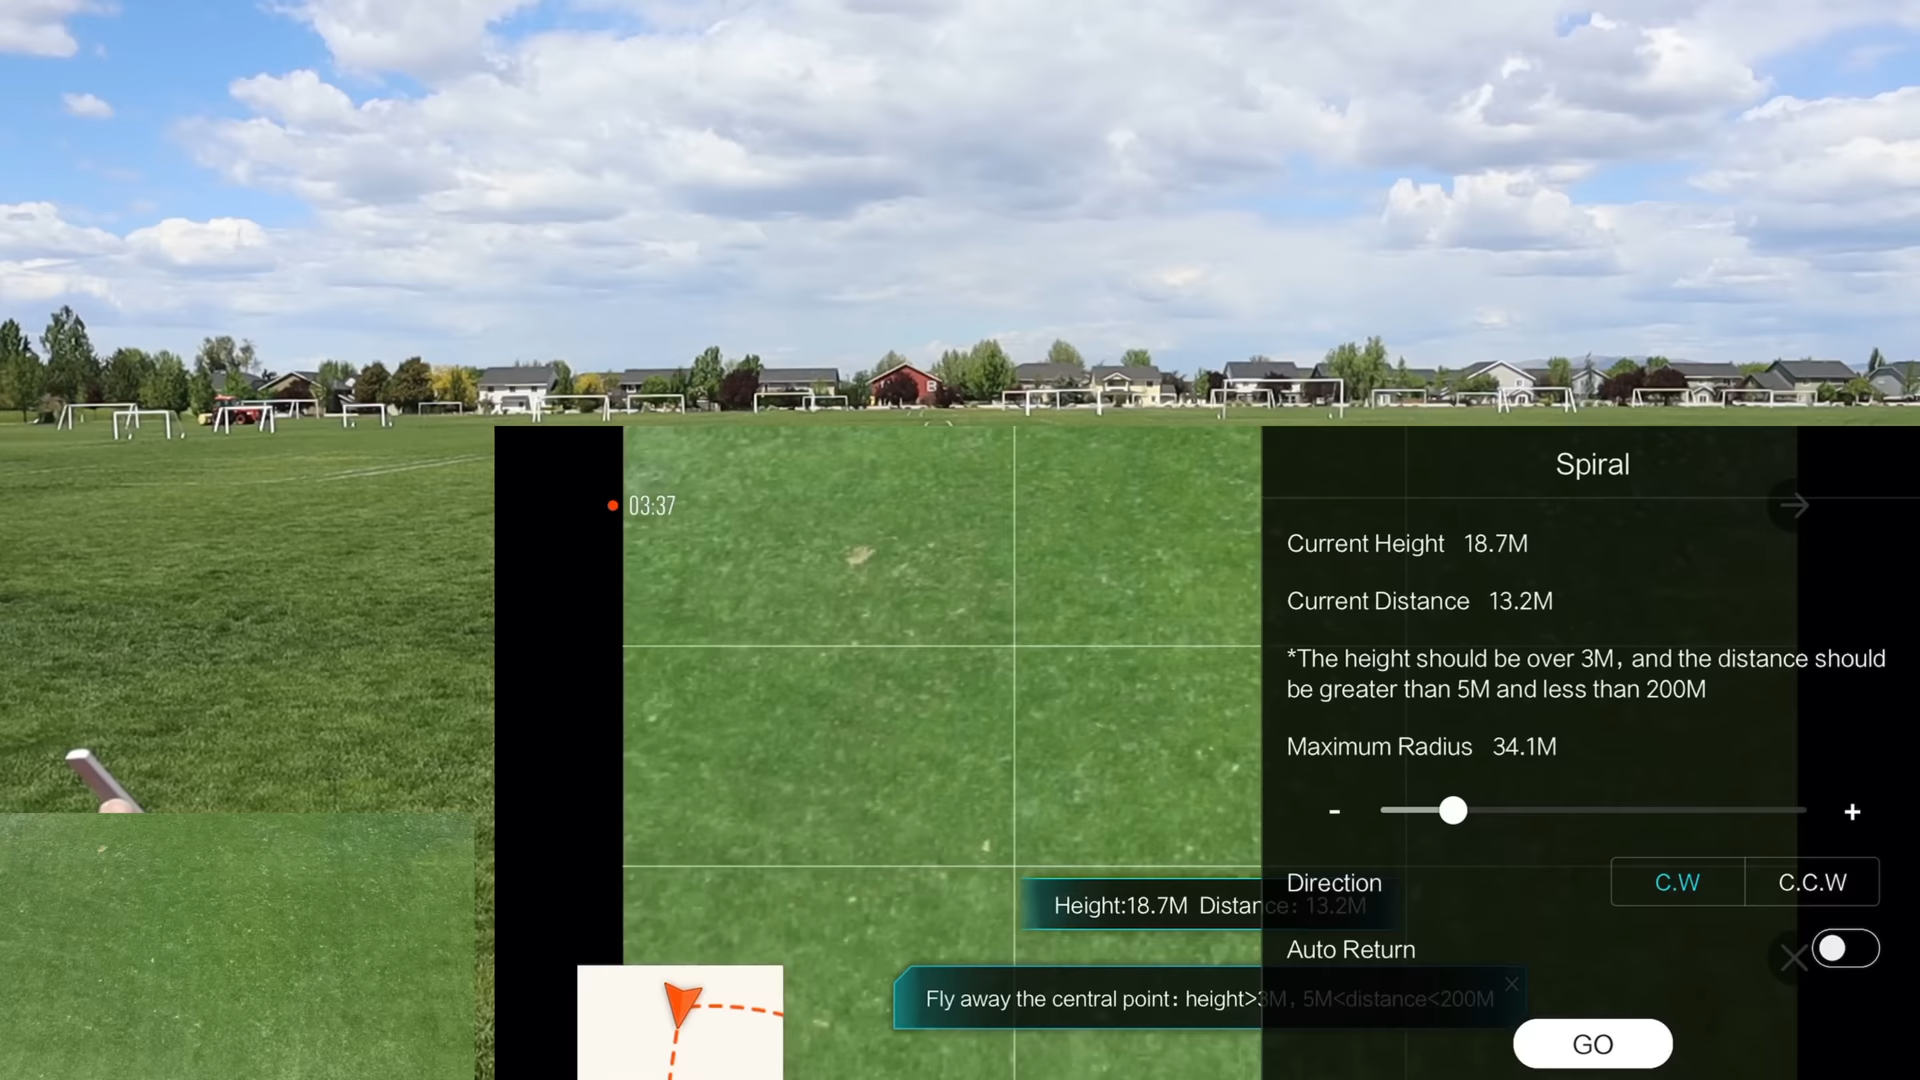 03:37
Spiral
Current Height 18.7M
Current Distance 13.2M
*The height should be over 3M, and the distance should
be greater than 5M and less than 200M
Maximum Radius 34.1M
- +
Direction C.W C.C.W
Height:18.7M Distance: 13.2M
Auto Return
Fly away the central point: height>3M, 5M<distance<200M
GO